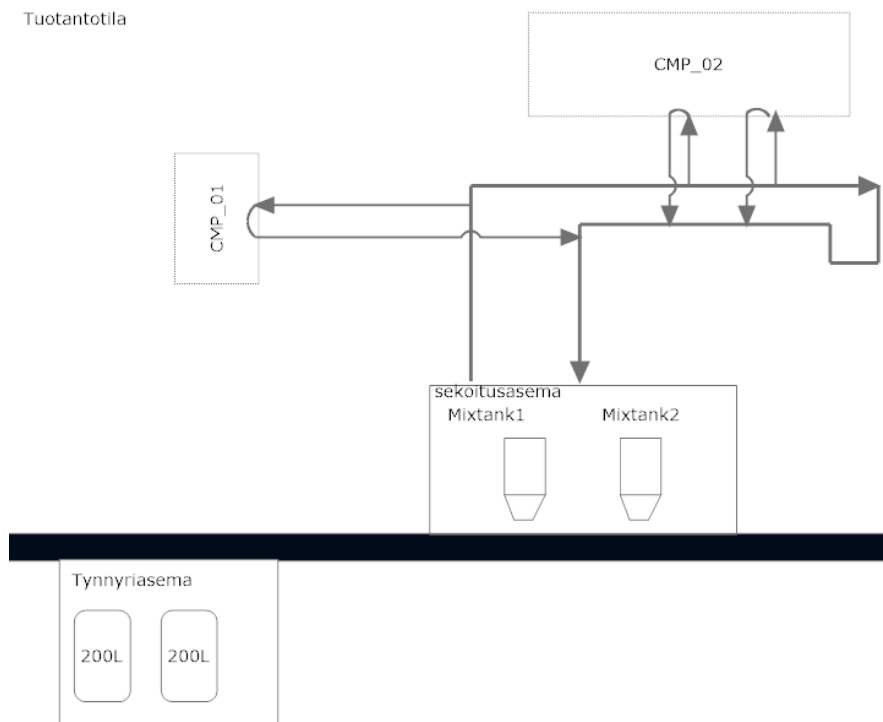 Tuotantotila
CMP_02
CMP_01
sekoitusasema
Mixtank1
Mixtank2
Tynnyriasema
200L
200L